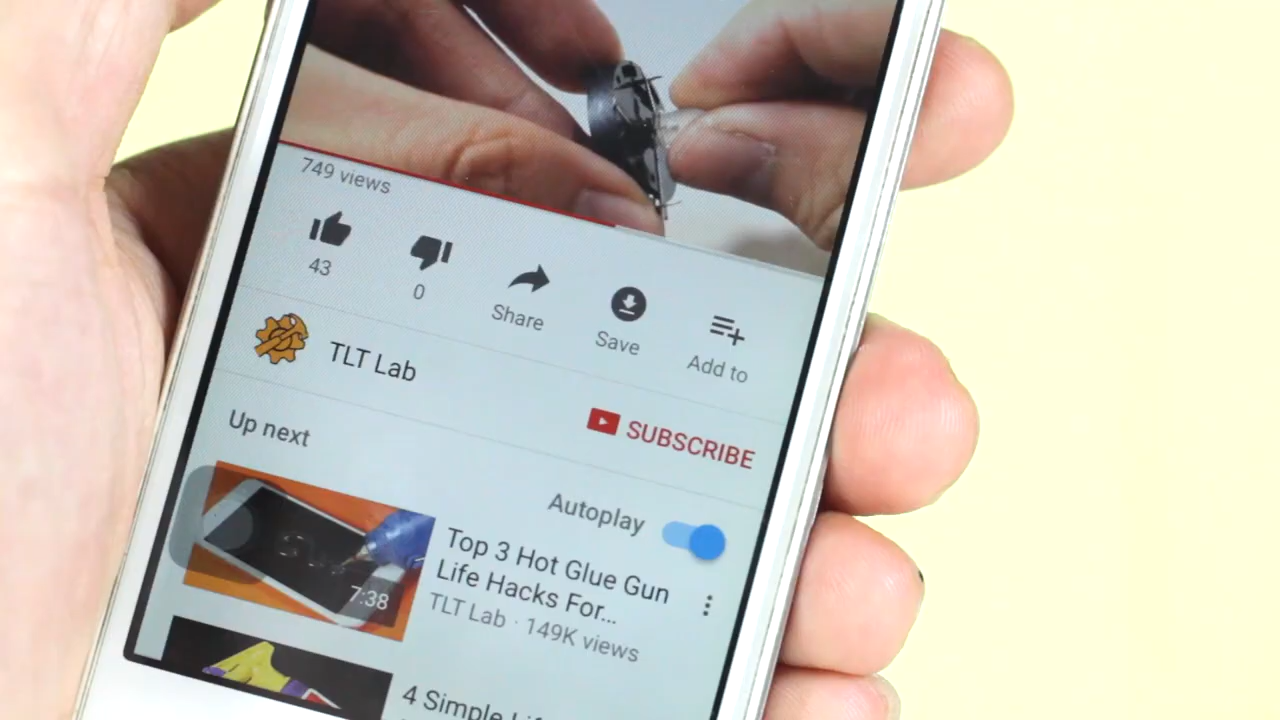 749 views
43
0
Share
Save
Add to
TLT Lab
SUBSCRIBE
Up next
Autoplay
Top 3 Hot Glue Gun
Life Hacks For...
TLT Lab · 149K views
7:38
4 Simple